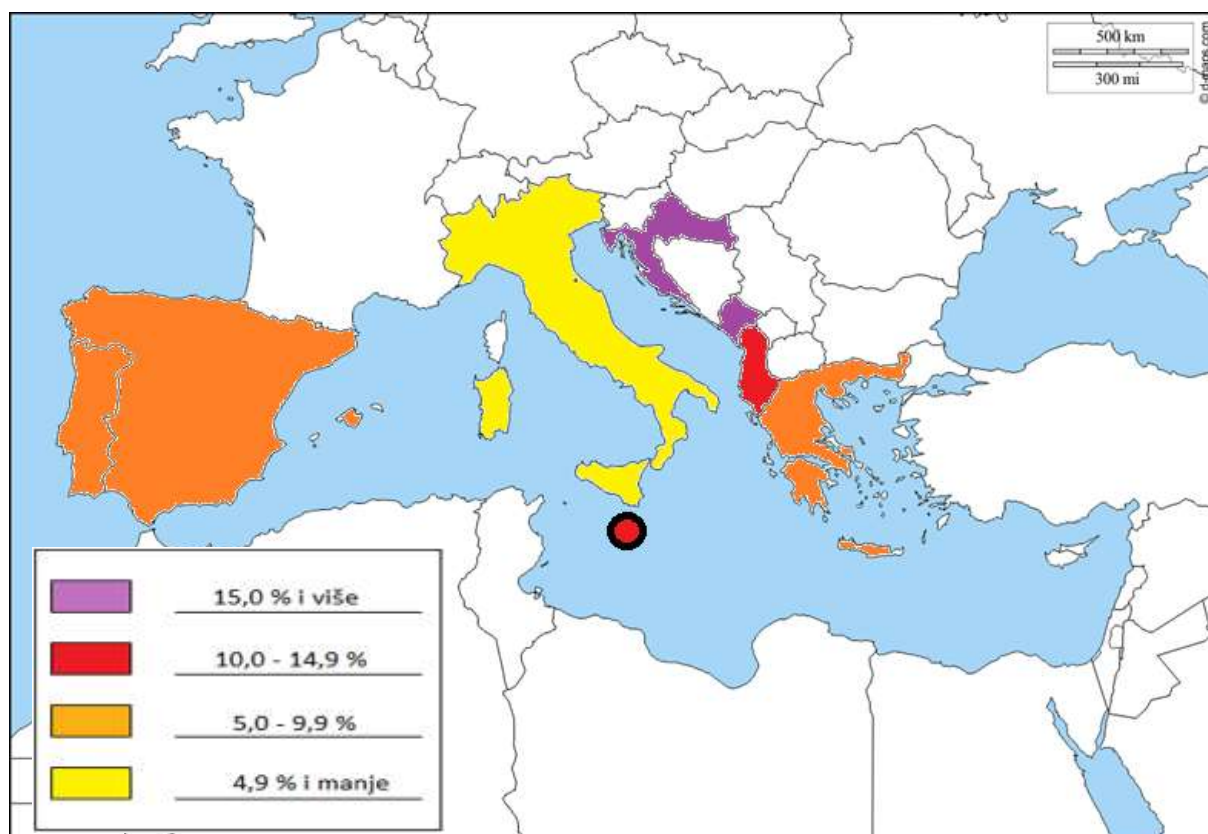 500 km
300 mi
© d-maps.com
15,0 % i više
10,0 - 14,9 %
5,0 - 9,9 %
4,9 % i manje